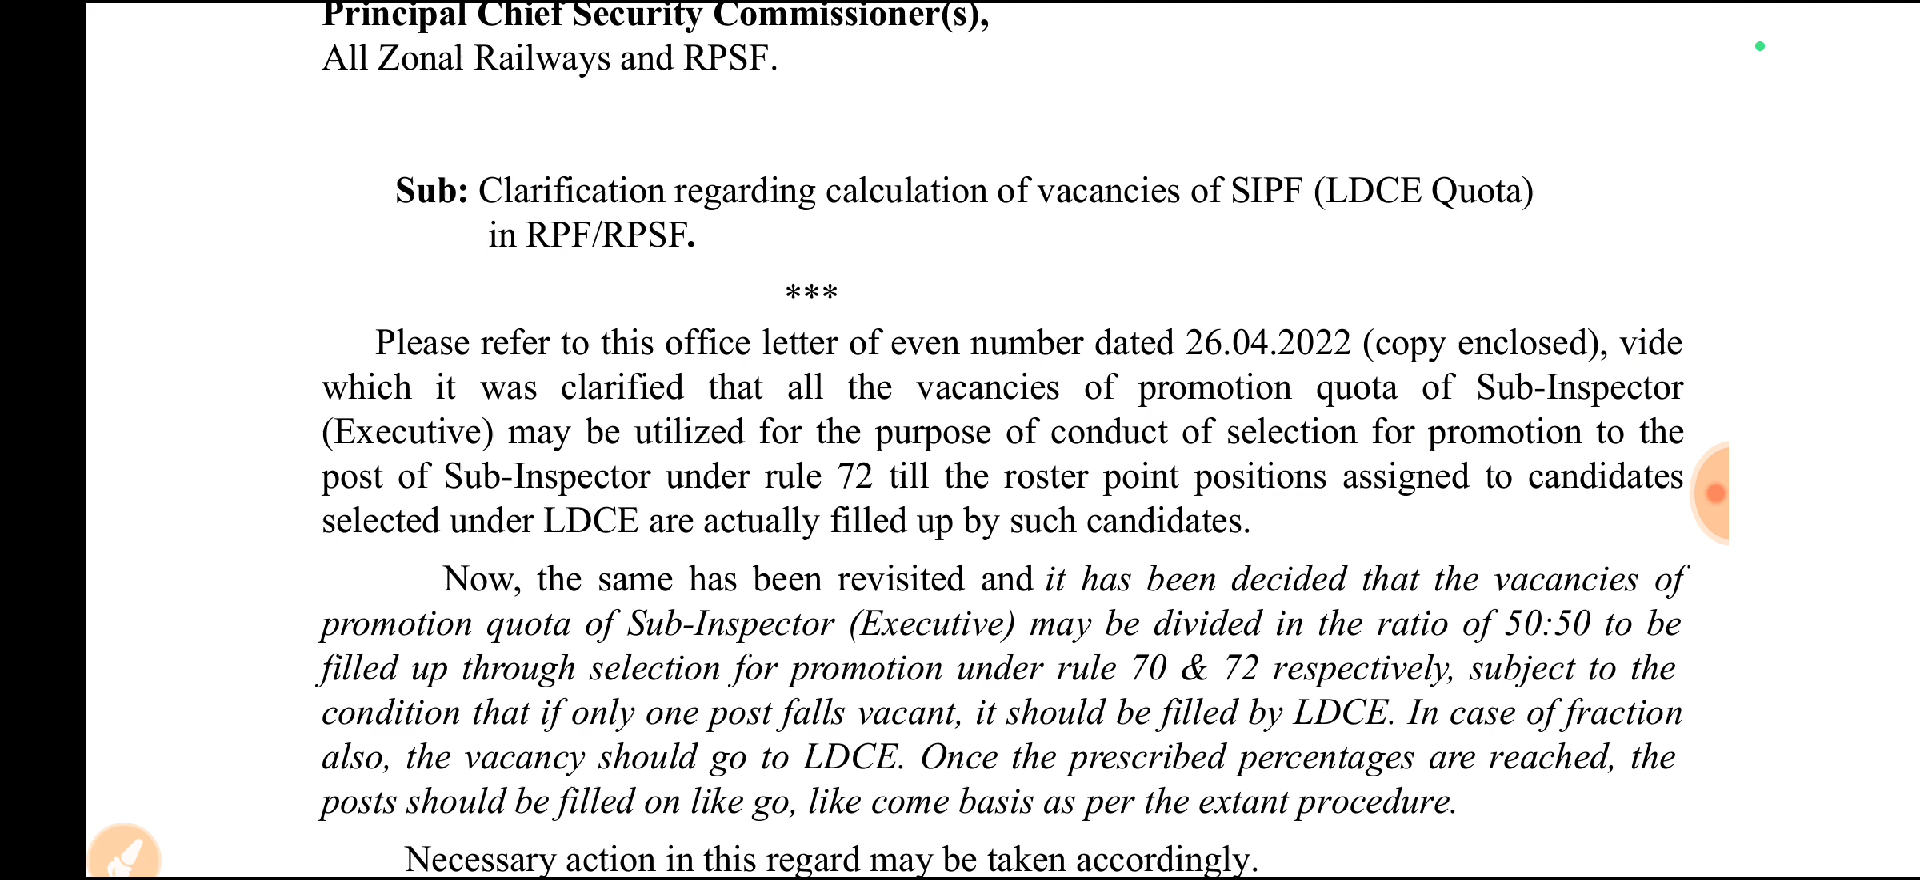 Principal Chief Security Commissioner(s),
All Zonal Railways and RPSF.
Sub: Clarification regarding calculation of vacancies of SIPF (LDCE Quota)
in RPF/RPSF.
***
Please refer to this office letter of even number dated 26.04.2022 (copy enclosed), vide
which it was clarified that all the vacancies of promotion quota of Sub-Inspector
(Executive) may be utilized for the purpose of conduct of selection for promotion to the
post of Sub-Inspector under rule 72 till the roster point positions assigned to candidates
selected under LDCE are actually filled up by such candidates.
Now, the same has been revisited and it has been decided that the vacancies of
promotion quota of Sub-Inspector (Executive) may be divided in the ratio of 50:50 to be
filled up through selection for promotion under rule 70 & 72 respectively, subject to the
condition that if only one post falls vacant, it should be filled by LDCE. In case of fraction
also, the vacancy should go to LDCE. Once the prescribed percentages are reached, the
posts should be filled on like go, like come basis as per the extant procedure.
Necessary action in this regard may be taken accordingly.